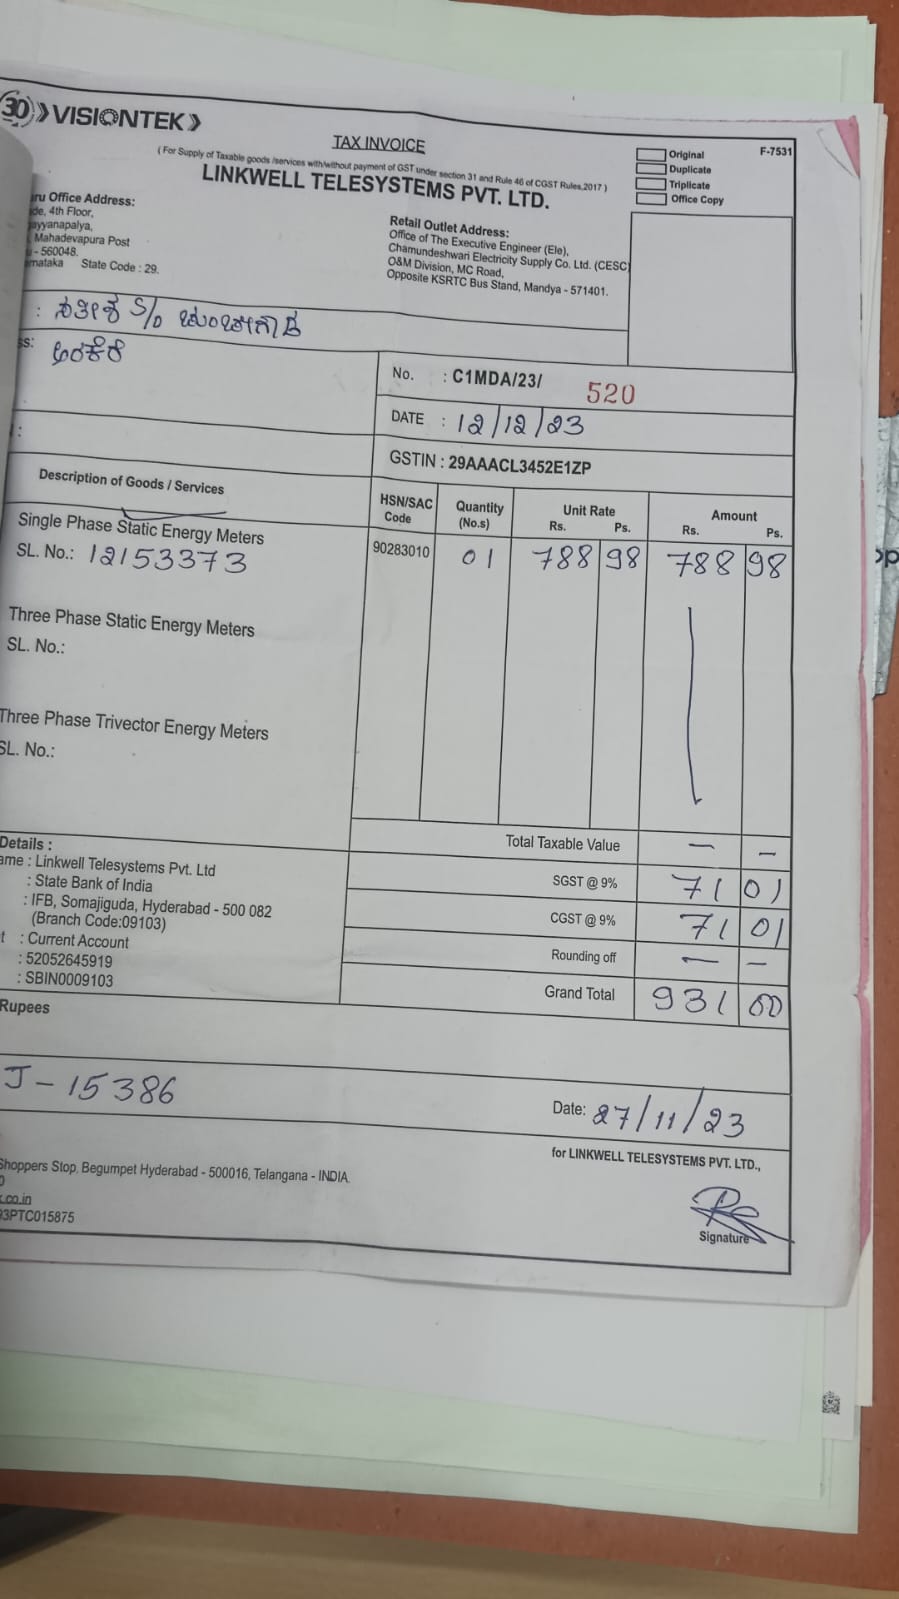 30 VISIONTEK
TAX INVOICE
( For Supply of Taxable goods /services with/without payment of GST under section 31 and Rule 46 of CGST Rules,2017 )
LINKWELL TELESYSTEMS PVT. LTD.
Original
Duplicate
Triplicate
Office Copy
F-7531
ru Office Address:
de, 4th Floor,
ayyanapalya,
, Mahadevapura Post
- 560048.
State Code : 29.
Retail Outlet Address:
Office of The Executive Engineer (Ele),
Chamundeshwari Electricity Supply Co. Ltd. (CESC)
O&M Division, MC Road,
Opposite KSRTC Bus Stand, Mandya - 571401.
: ಸತೀಶ S/o
ಅರಕೆರೆ
No. : C1MDA/23/ 520
DATE : 12/12/23
GSTIN : 29AAACL3452E1ZP
Description of Goods / Services
HSN/SAC Code
Quantity (No.s)
Unit Rate
Rs. Ps.
Amount
Rs. Ps.
Single Phase Static Energy Meters
SL. No.: 12153373
90283010 01 788 98 788 98
Three Phase Static Energy Meters
SL. No.:
Three Phase Trivector Energy Meters
SL. No.:
Total Taxable Value — —
SGST @ 9% 71 01
CGST @ 9% 71 01
Rounding off — —
Grand Total 931 00
Details :
ame : Linkwell Telesystems Pvt. Ltd
: State Bank of India
: IFB, Somajiguda, Hyderabad - 500 082
(Branch Code:09103)
t : Current Account
: 52052645919
: SBIN0009103
Rupees
J - 15386
Date: 27/11/23
for LINKWELL TELESYSTEMS PVT. LTD.,
Shoppers Stop, Begumpet Hyderabad - 500016, Telangana - INDIA.
.co.in
93PTC015875
Signature